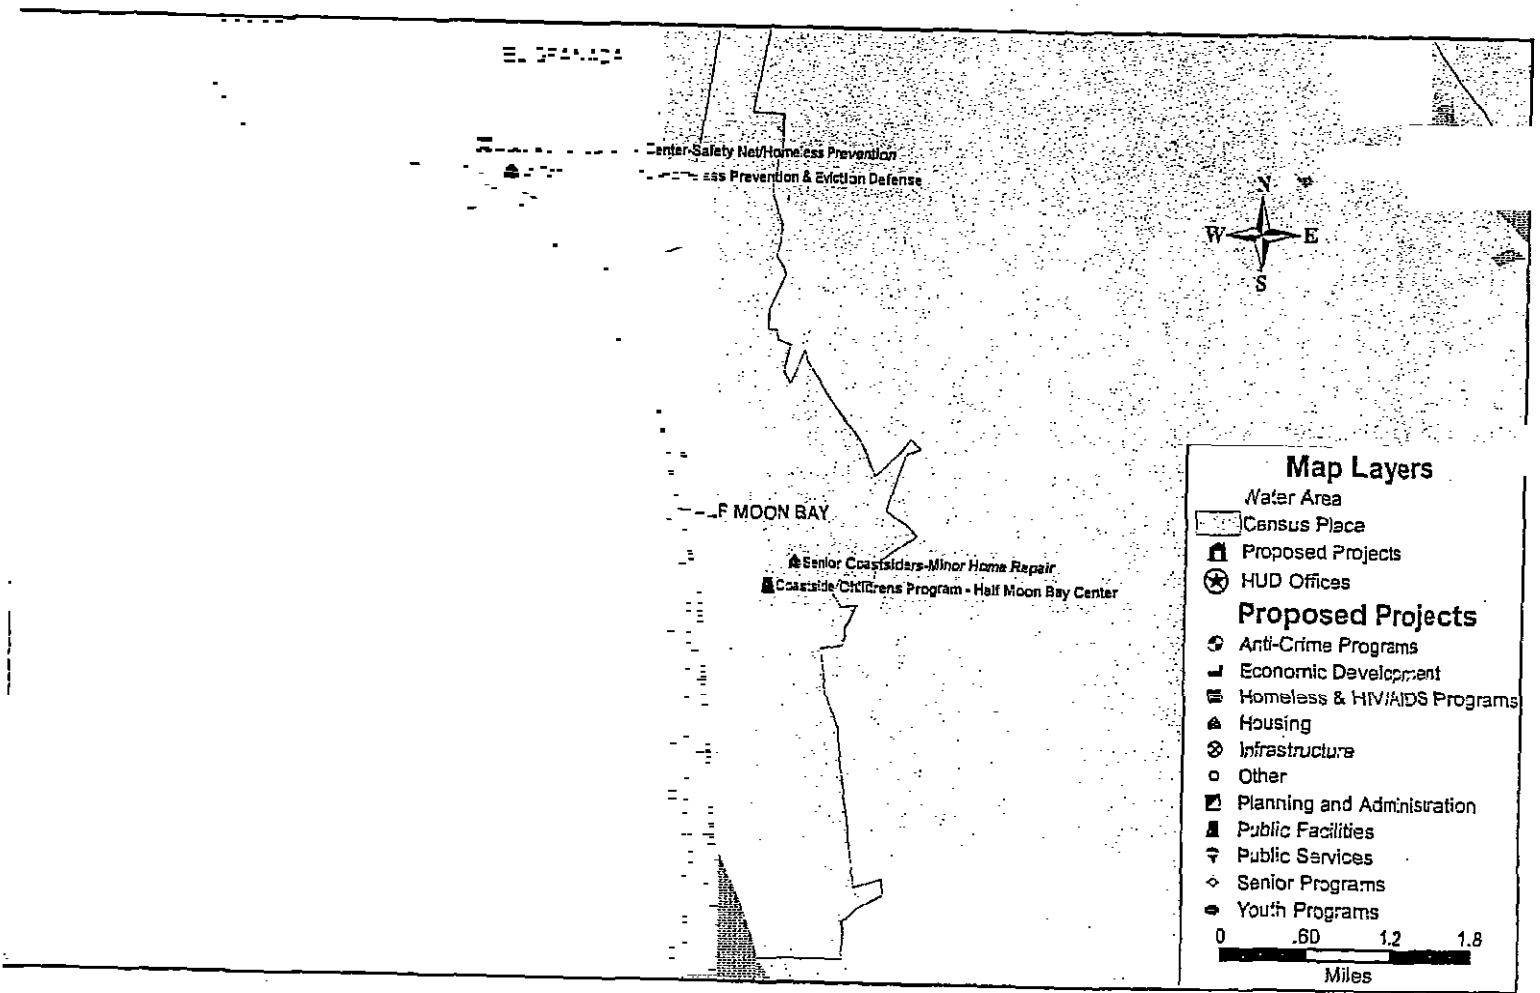 enter-Safety Net/Homeless Prevention
ess Prevention & Eviction Defense
N
W E
S
F MOON BAY
Senior Coastsiders-Minor Home Repair
Coastside Childrens Program - Half Moon Bay Center
Map Layers
Water Area
Census Place
Proposed Projects
HUD Offices
Proposed Projects
Anti-Crime Programs
Economic Development
Homeless & HIV/AIDS Programs
Housing
Infrastructure
Other
Planning and Administration
Public Facilities
Public Services
Senior Programs
Youth Programs
0 .60 1.2 1.8
Miles